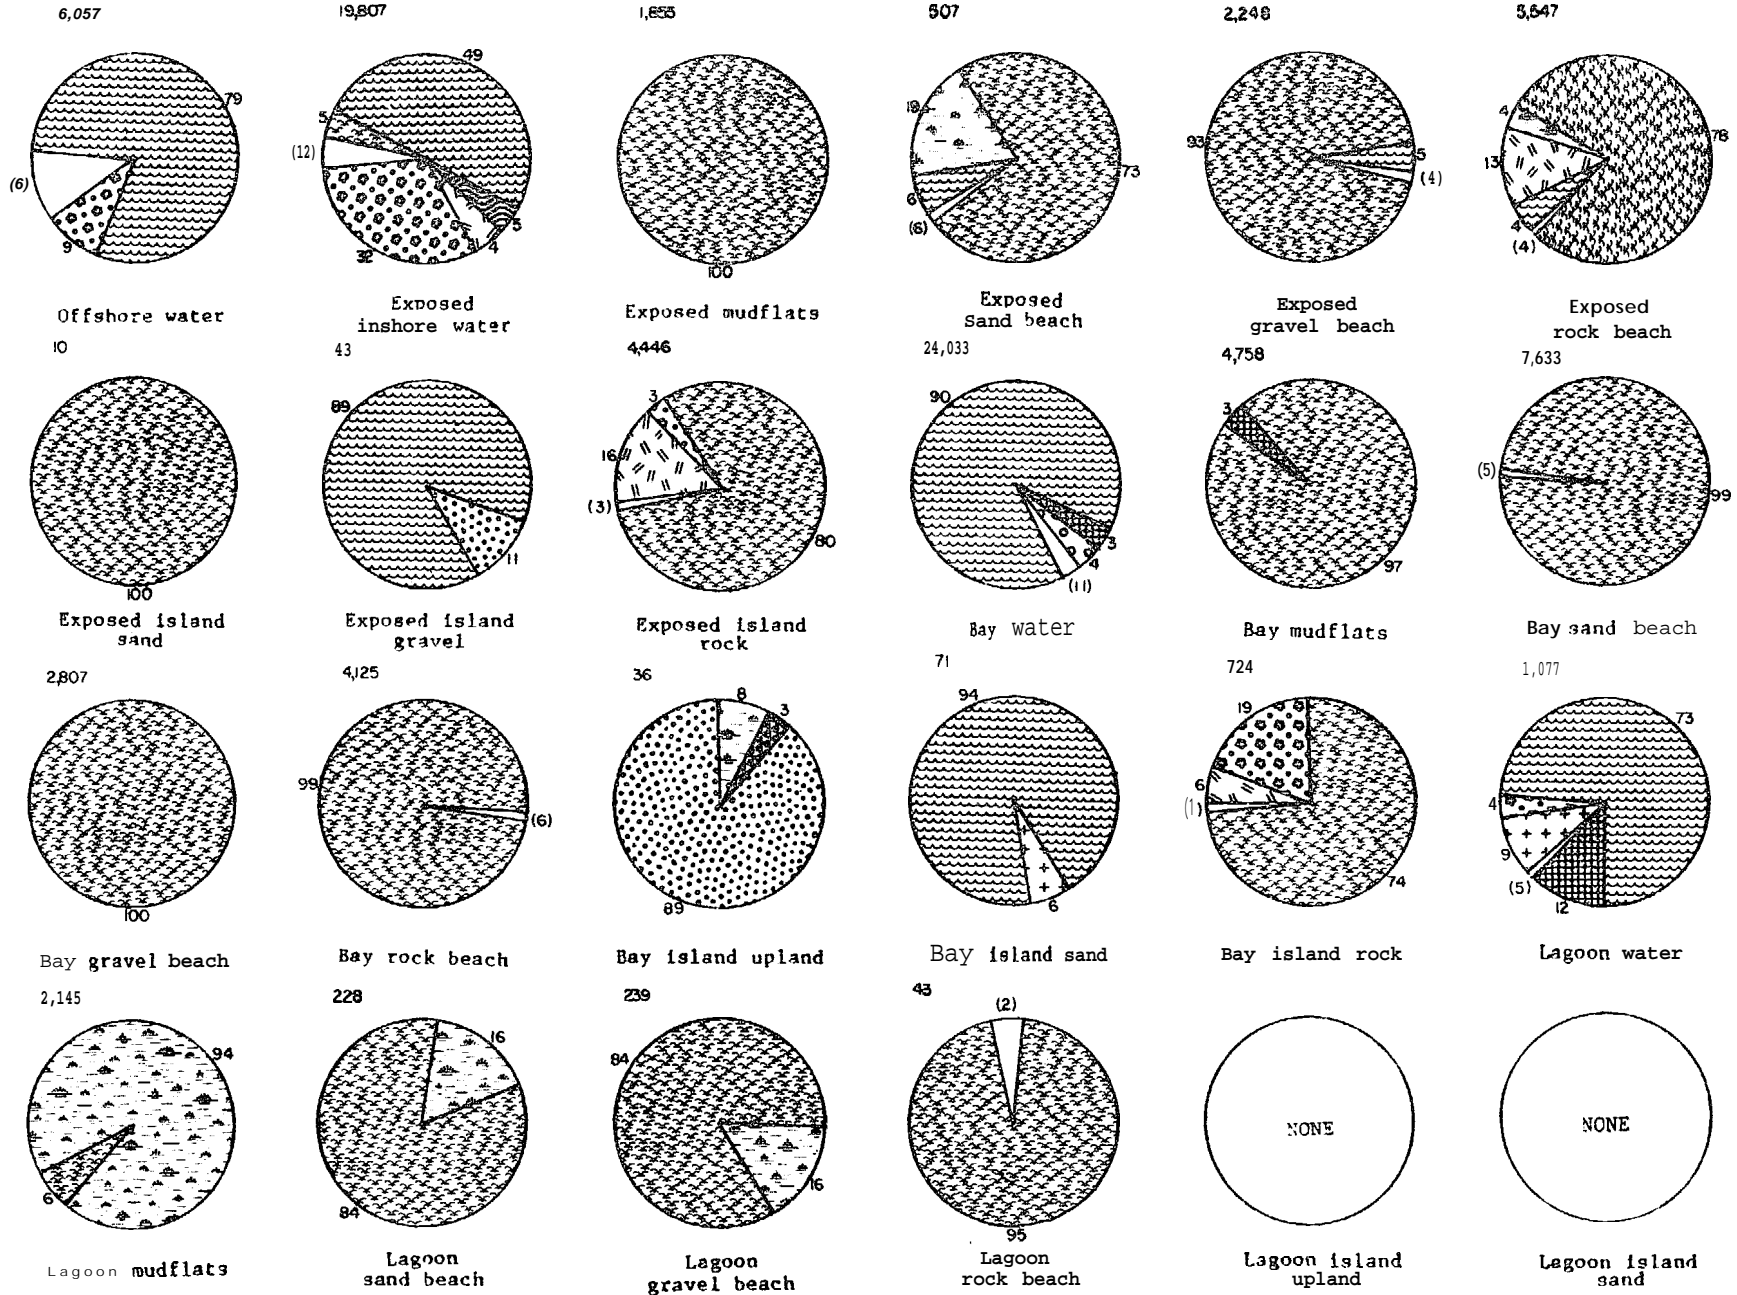 6,057 19,807 1,855 507 2,248 5,547
79
(6)
9
49
5
(12)
32
4
5
100
19
6
(6)
73
93
5
(4)
4
13
4
(4)
78
Offshore water
Exposed
inshore water
Exposed mudflats
Exposed
Sand beach
Exposed
gravel beach
Exposed
rock beach
10 43 4,446 24,033 4,758 7,633
100
89
11
3
16
(3)
80
90
3
4
(11)
3
97
(5)
99
Exposed island
sand
Exposed island
gravel
Exposed island
rock
Bay water
Bay mudflats
Bay sand beach
2,807 4,125 36 71 724 1,077
100
99
(6)
8
3
89
94
6
19
6
(1)
74
73
4
9
(5)
12
Bay gravel beach
Bay rock beach
Bay island upland
Bay island sand
Bay island rock
Lagoon water
2,145 228 239 43
94
6
16
84
84
16
(2)
95
NONE
NONE
Lagoon mudflats
Lagoon
sand beach
Lagoon
gravel beach
Lagoon
rock beach
Lagoon island
upland
Lagoon island
sand